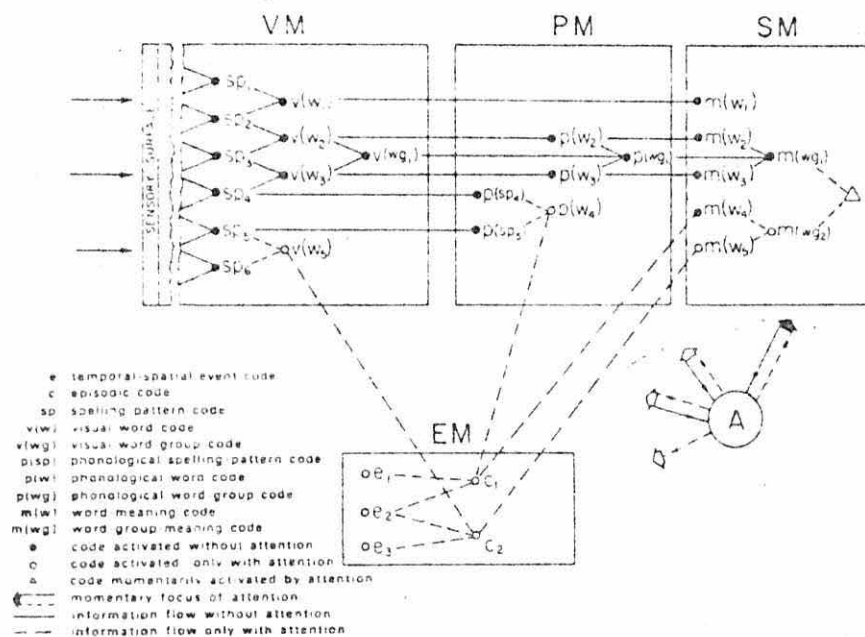 VM PM SM
SENSORY SURFACE
sp₁
v(w₁) m(w₁)
sp₂
v(w₂) p(w₂) m(w₂)
sp₃ v(wg₁) p(wg₁) m(wg₁)
v(w₃) p(w₃) m(w₃)
sp₄ p(sp₄) p(w₄) m(w₄)
sp₅ p(sp₅) m(wg₂)
v(w₅) m(w₅)
sp₆
A
EM
e₁ c₁
e₂
e₃ c₂
e temporal-spatial event code
c episodic code
sp spelling pattern code
v(w) visual word code
v(wg) visual word group code
p(sp) phonological spelling-pattern code
p(w) phonological word code
p(wg) phonological word group code
m(w) word meaning code
m(wg) word group meaning code
● code activated without attention
○ code activated only with attention
△ code momentarily activated by attention
momentary focus of attention
information flow without attention
information flow only with attention